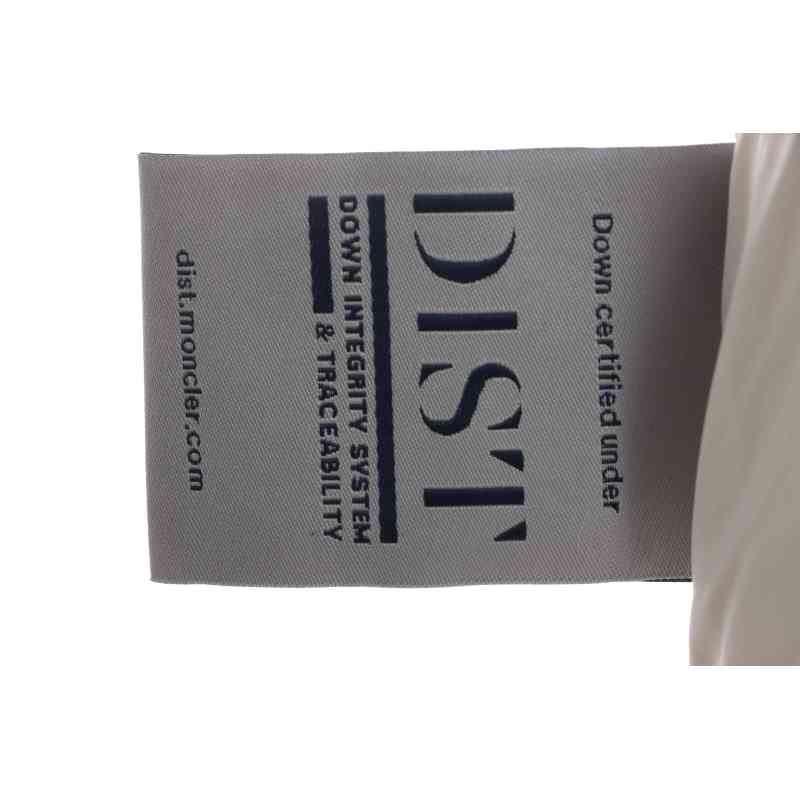 Down certified under
DIST
DOWN INTEGRITY SYSTEM
& TRACEABILITY
dist.moncler.com